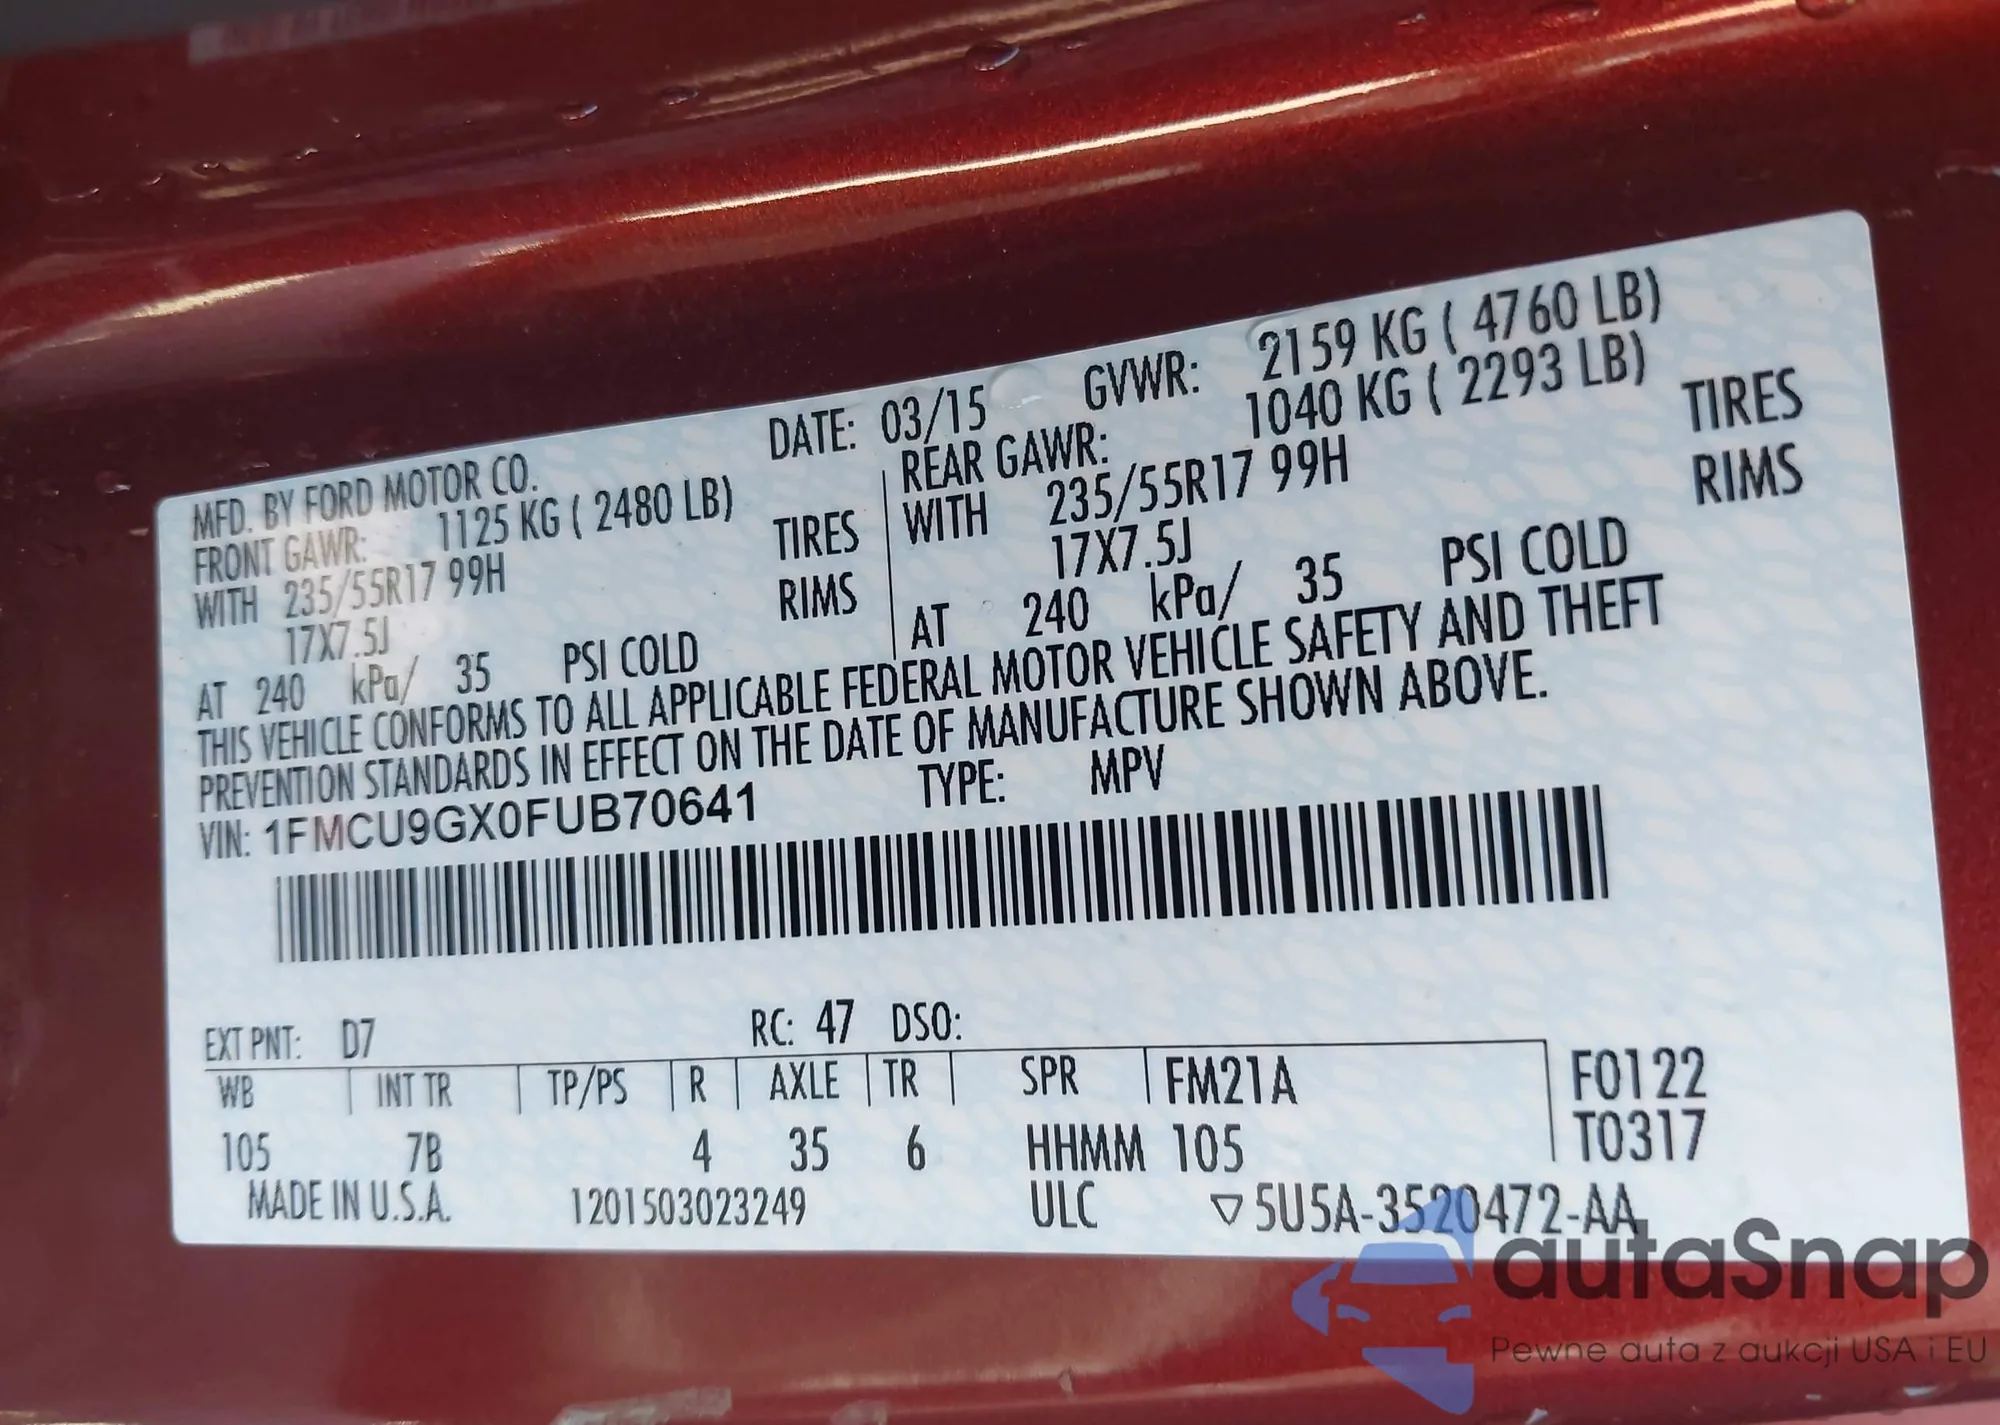 MFD. BY FORD MOTOR CO.
DATE: 03/15
GVWR: 2159 KG ( 4760 LB)
FRONT GAWR: 1125 KG ( 2480 LB)
WITH 235/55R17 99H TIRES
17X7.5J RIMS
AT 240 kPa/ 35 PSI COLD
REAR GAWR: 1040 KG ( 2293 LB)
WITH 235/55R17 99H TIRES
17X7.5J RIMS
AT 240 kPa/ 35 PSI COLD
THIS VEHICLE CONFORMS TO ALL APPLICABLE FEDERAL MOTOR VEHICLE SAFETY AND THEFT
PREVENTION STANDARDS IN EFFECT ON THE DATE OF MANUFACTURE SHOWN ABOVE.
VIN: 1FMCU9GX0FUB70641
TYPE: MPV
EXT PNT: D7 RC: 47 DSO:
WB INT TR TP/PS R AXLE TR SPR FM21A F0122
105 7B 4 35 6 HHMM 105 T0317
MADE IN U.S.A. 1201503023249 ULC ▽5U5A-3520472-AA
autaSnap
Pewne auta z aukcji USA i EU